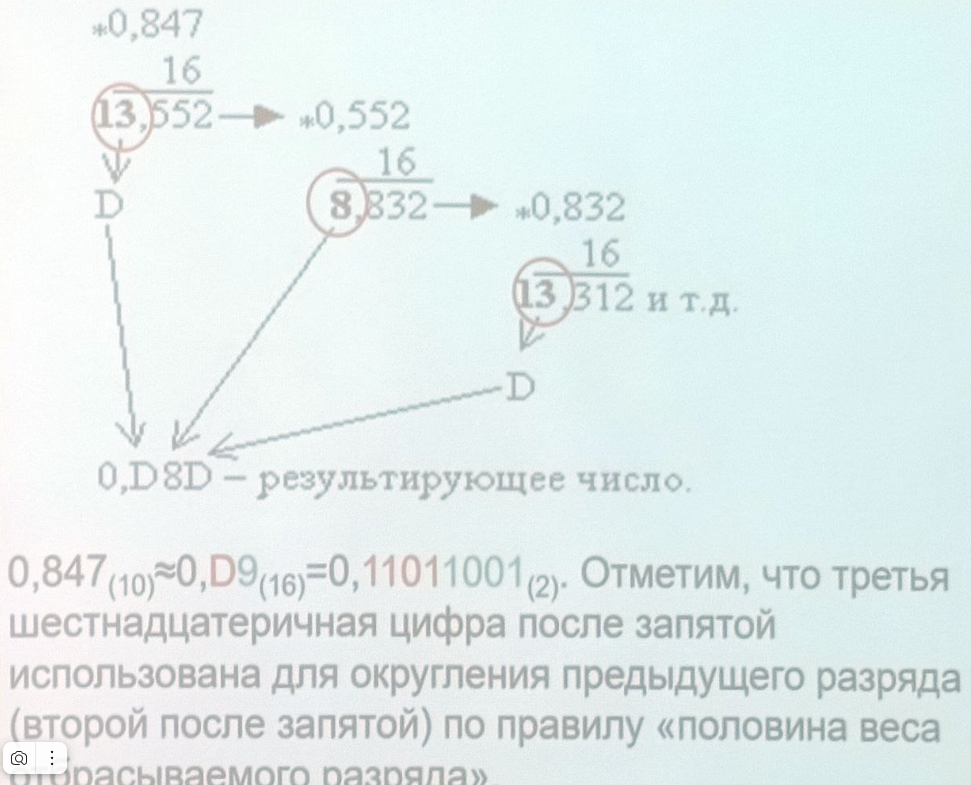 *0,847
16
13,552 *0,552
16
D 8,832 *0,832
16
13,312 и т.д.
D
0,D8D – результирующее число.
0,847(10)≈0,D9(16)=0,11011001(2). Отметим, что третья
шестнадцатеричная цифра после запятой
использована для округления предыдущего разряда
(второй после запятой) по правилу «половина веса
отбрасываемого разряда»